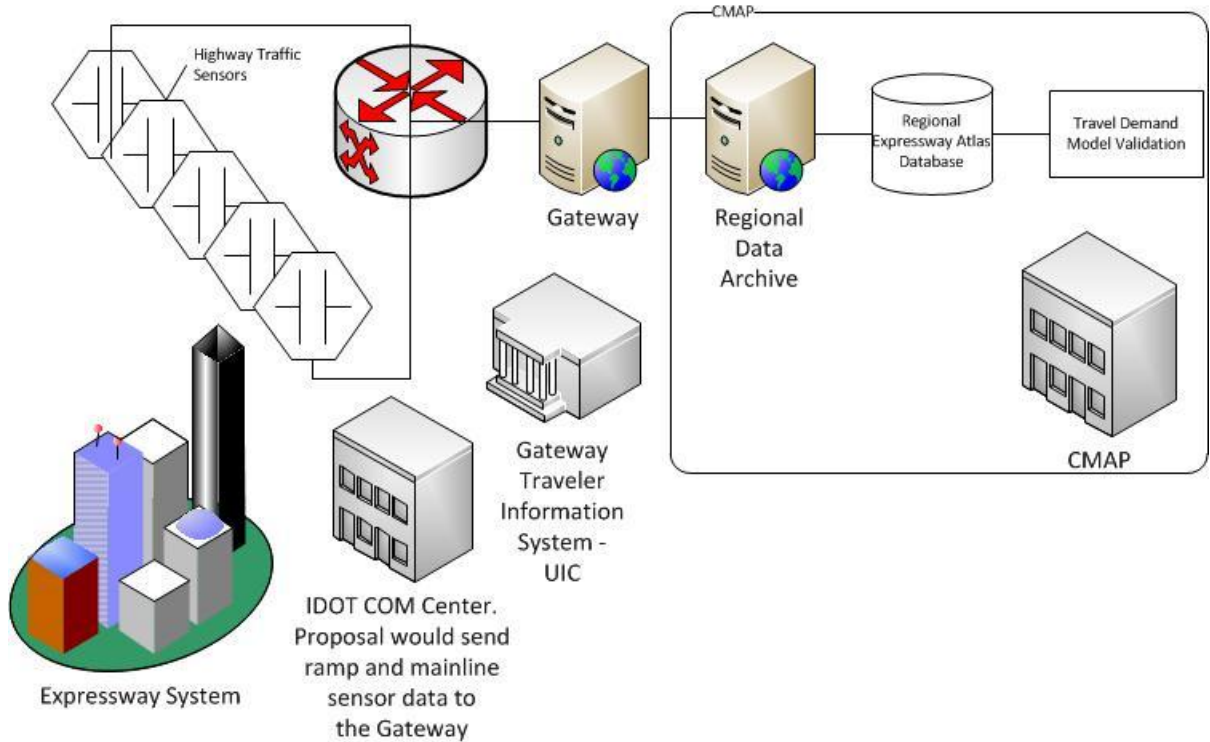 CMAP
Highway Traffic
Sensors
Regional
Expressway Atlas
Database
Travel Demand
Model Validation
Gateway
Regional
Data
Archive
Gateway
Traveler
Information
System -
UIC
CMAP
IDOT COM Center.
Proposal would send
ramp and mainline
sensor data to
the Gateway
Expressway System